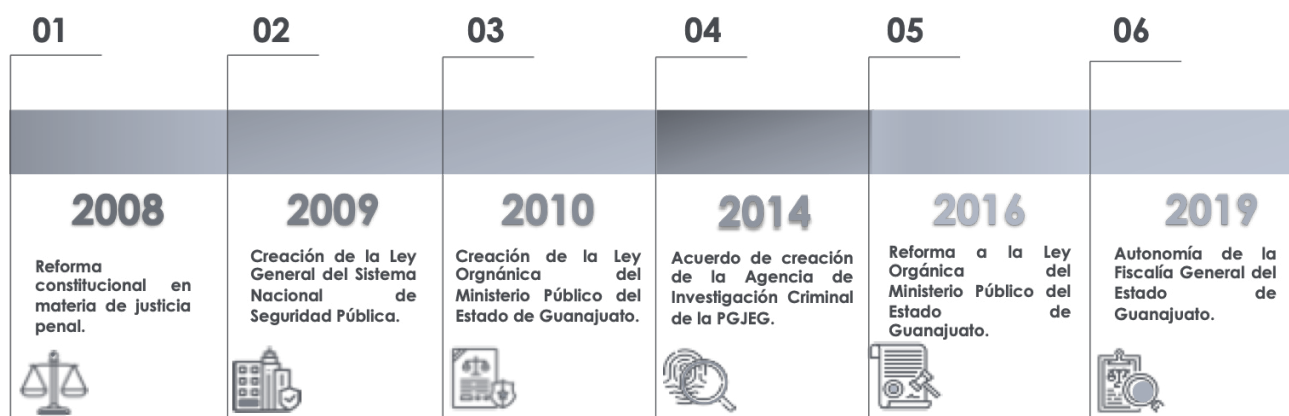 01
2008
Reforma
constitucional en
materia de justicia
penal.
02
2009
Creación de la Ley
General del Sistema
Nacional de
Seguridad Pública.
03
2010
Creación de la Ley
Orgnánica del
Ministerio Público del
Estado de Guanajuato.
04
2014
Acuerdo de creación
de la Agencia de
Investigación Criminal
de la PGJEG.
05
2016
Reforma a la Ley
Orgánica del
Ministerio Público del
Estado de
Guanajuato.
06
2019
Autonomía de la
Fiscalía General del
Estado de
Guanajuato.